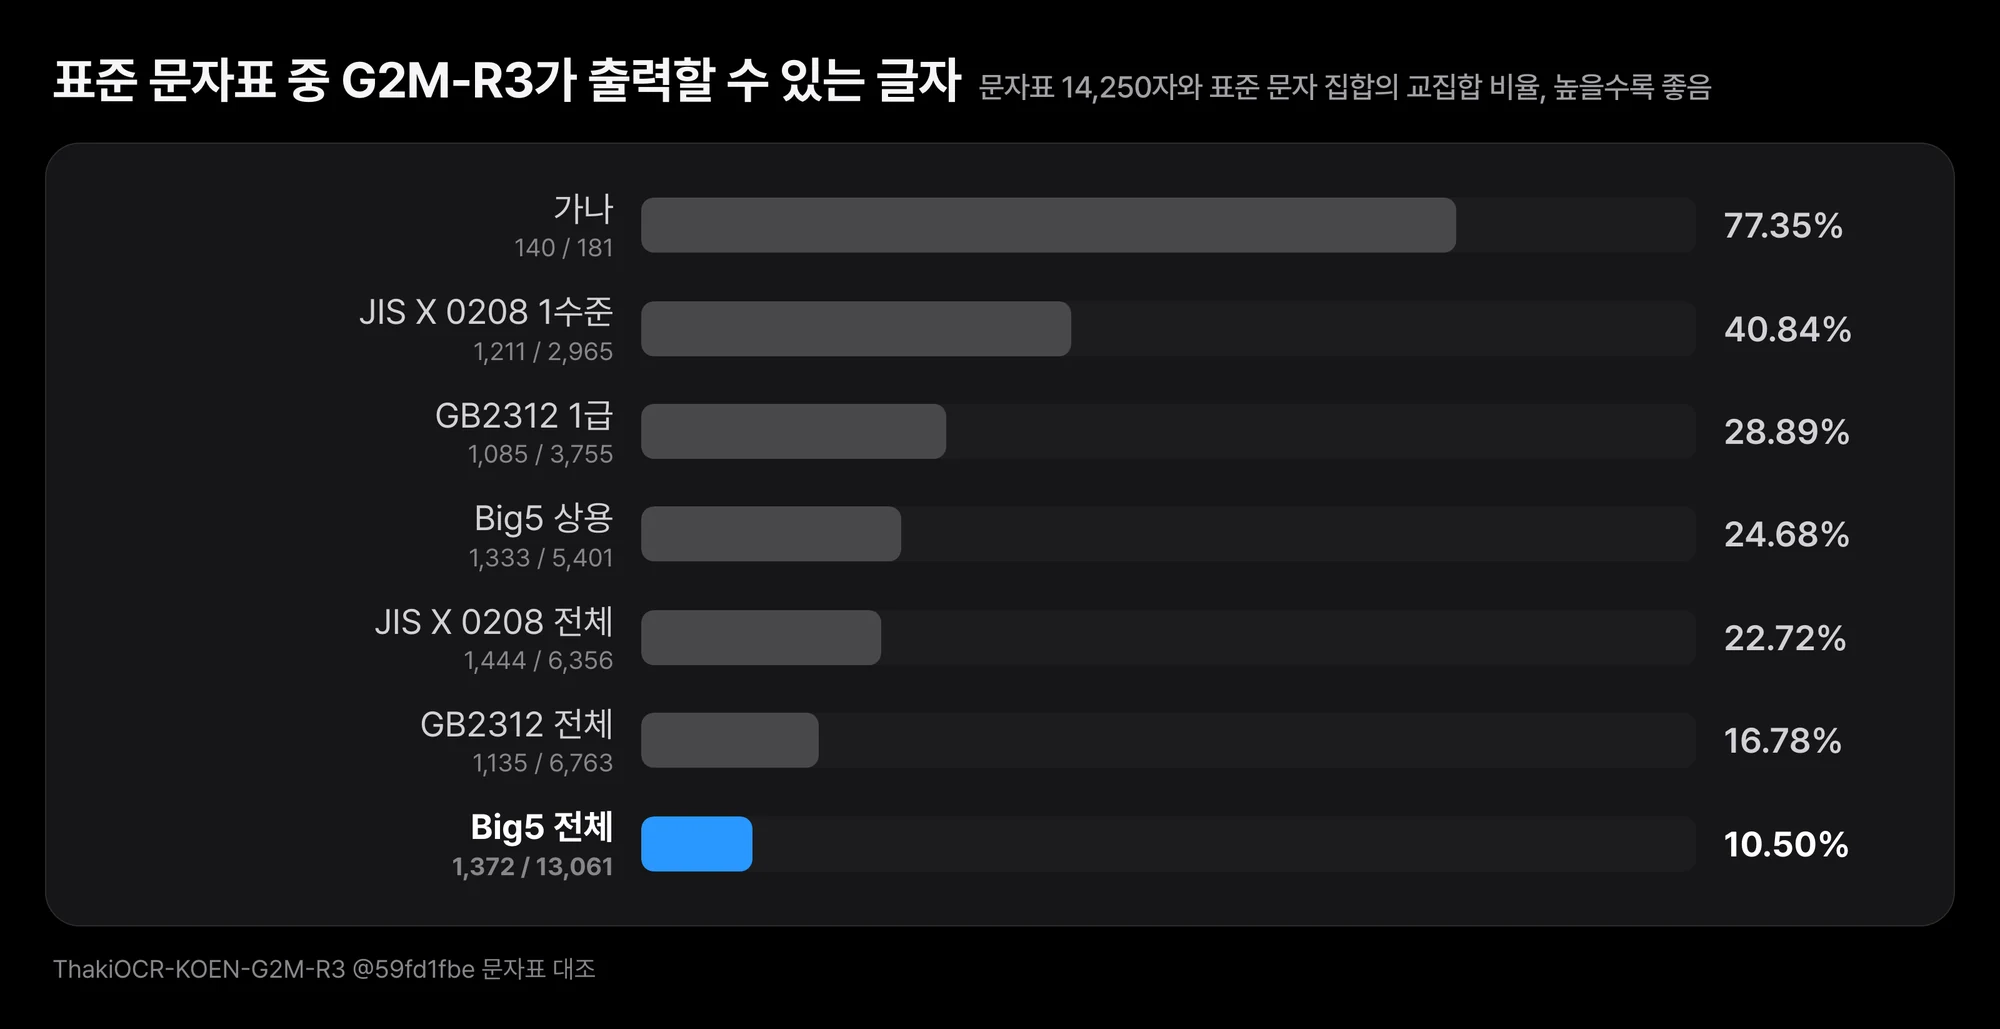 표준 문자표 중 G2M-R3가 출력할 수 있는 글자 문자표 14,250자와 표준 문자 집합의 교집합 비율, 높을수록 좋음
가나
140 / 181
77.35%
JIS X 0208 1수준
1,211 / 2,965
40.84%
GB2312 1급
1,085 / 3,755
28.89%
Big5 상용
1,333 / 5,401
24.68%
JIS X 0208 전체
1,444 / 6,356
22.72%
GB2312 전체
1,135 / 6,763
16.78%
Big5 전체
1,372 / 13,061
10.50%
ThakiOCR-KOEN-G2M-R3 @59fd1fbe 문자표 대조